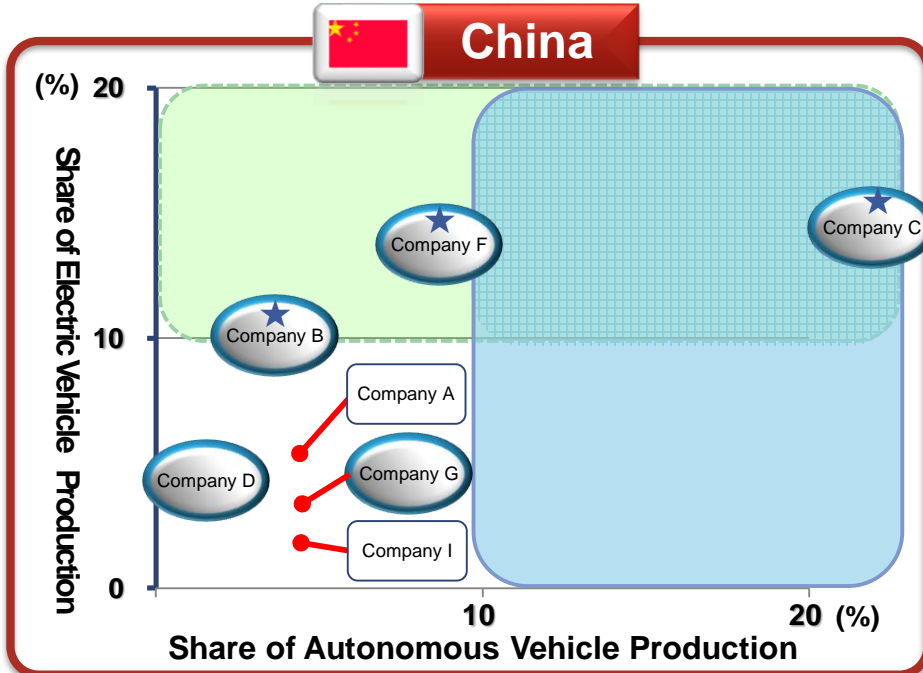 China
(%)
20
Share of Electric Vehicle Production
Company C
Company F
Company B
10
Company A
Company D
Company G
Company I
0
10
20
(%)
Share of Autonomous Vehicle Production